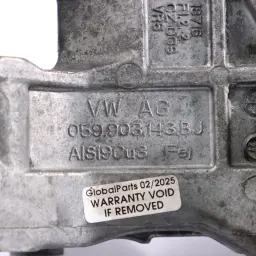 VW AG
059.903.143.BJ
AlSi9Cu3 (Fe)
GlobalParts 02/2025
WARRANTY VOID
IF REMOVED